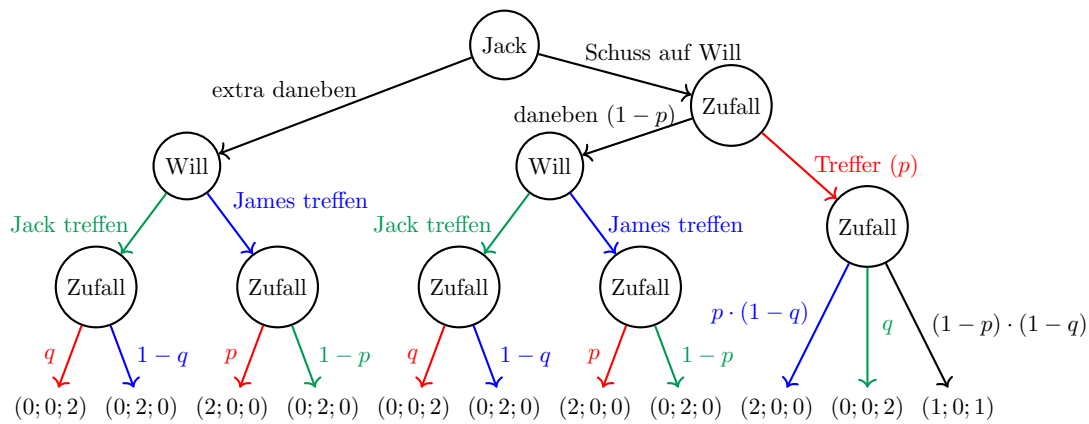 Jack
Schuss auf Will
extra daneben
Zufall
daneben (1 − p)
Will
Will
Treffer (p)
Jack treffen
James treffen
Jack treffen
James treffen
Zufall
Zufall
Zufall
Zufall
Zufall
p · (1 − q)
q
(1 − p) · (1 − q)
q
1 − q
p
1 − p
q
1 − q
p
1 − p
(0; 0; 2) (0; 2; 0) (2; 0; 0) (0; 2; 0) (0; 0; 2) (0; 2; 0) (2; 0; 0) (0; 2; 0) (2; 0; 0) (0; 0; 2) (1; 0; 1)